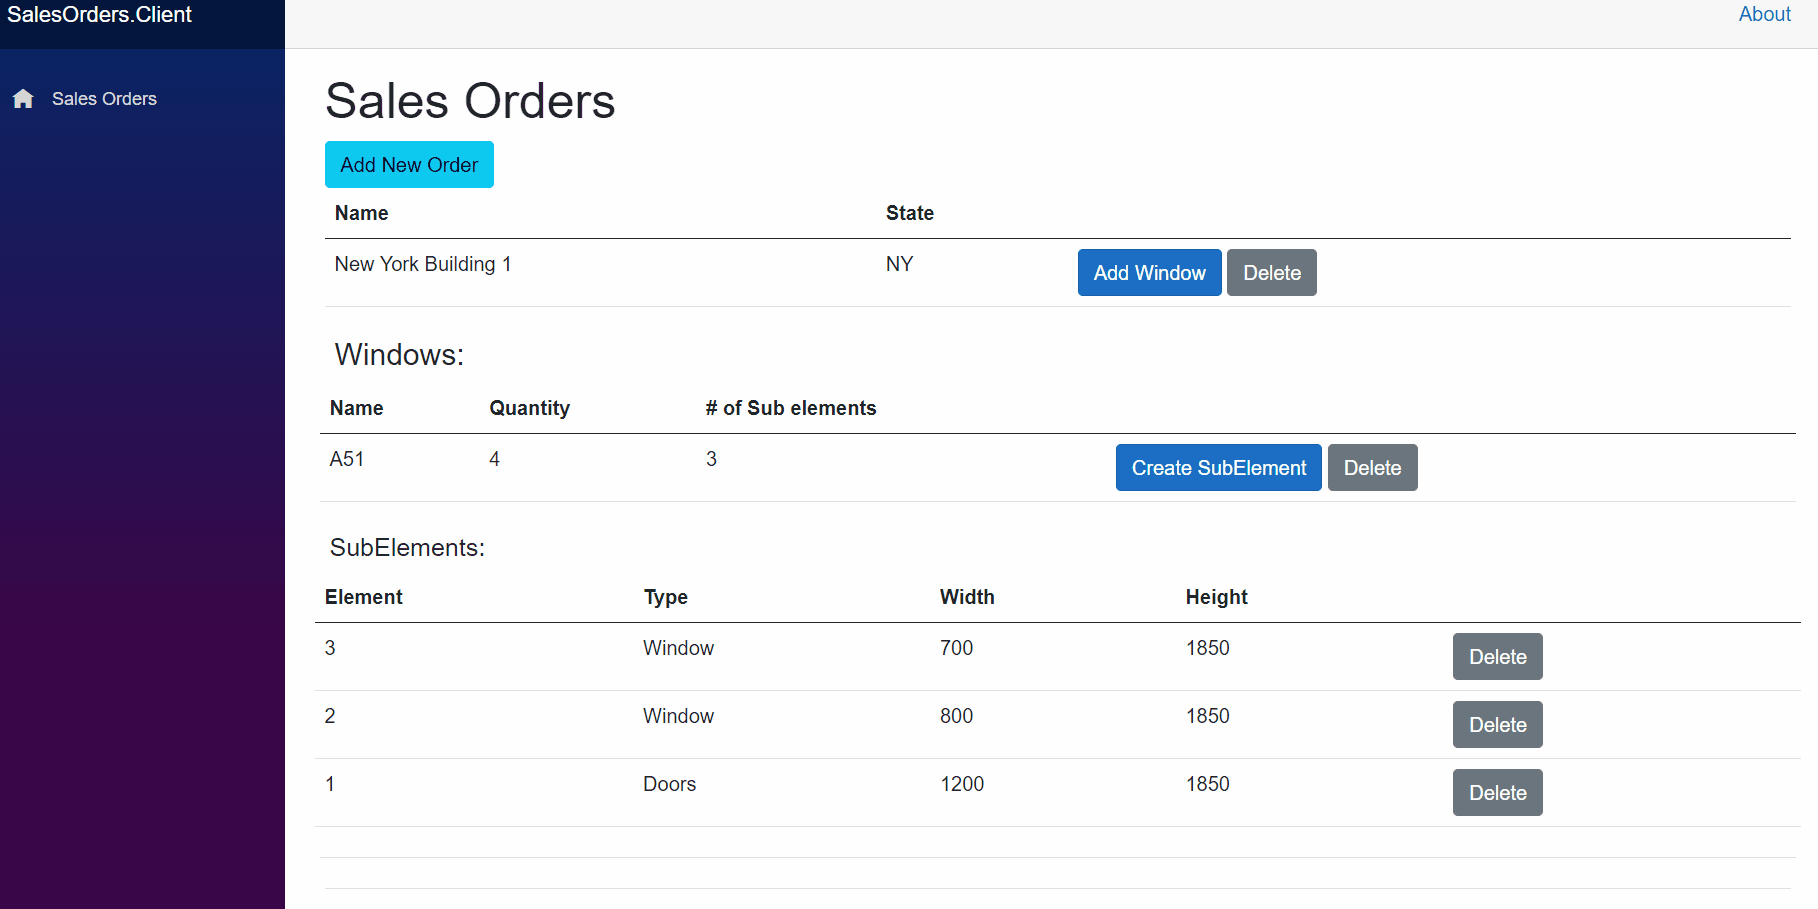 SalesOrders.Client
About
Sales Orders
Sales Orders
Add New Order
Name State
New York Building 1 NY Add Window Delete
Windows:
Name Quantity # of Sub elements
A51 4 3 Create SubElement Delete
SubElements:
Element Type Width Height
3 Window 700 1850 Delete
2 Window 800 1850 Delete
1 Doors 1200 1850 Delete